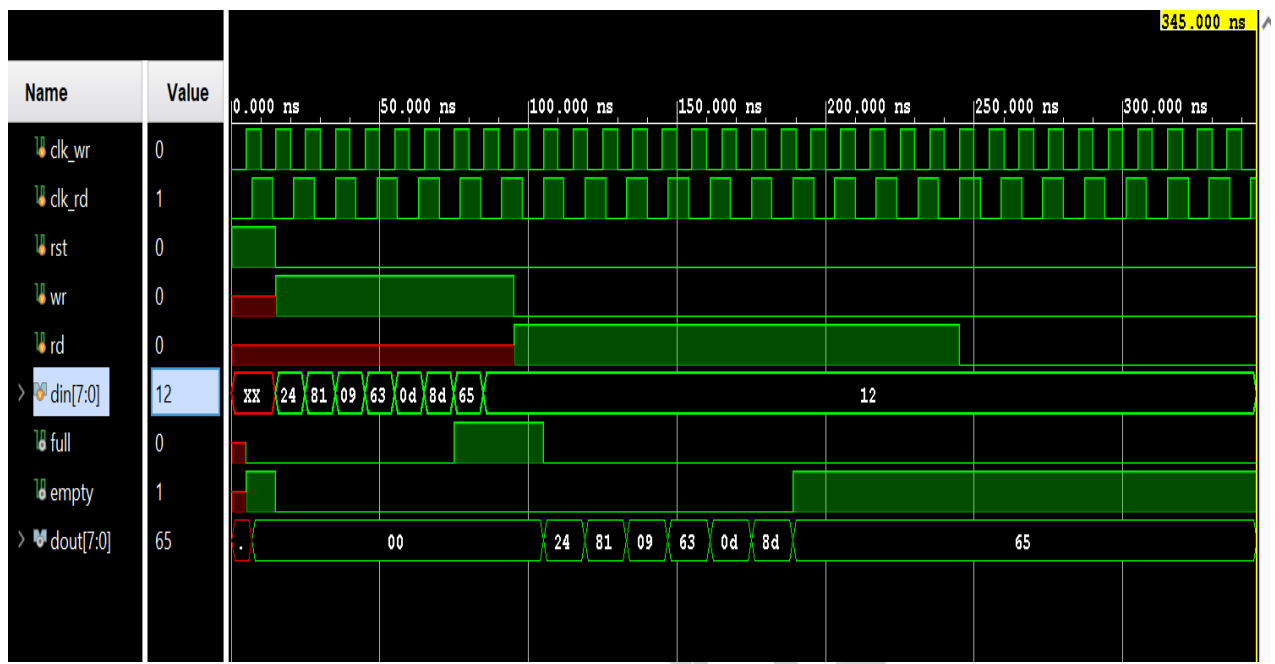 345.000 ns
Name Value
0.000 ns 50.000 ns 100.000 ns 150.000 ns 200.000 ns 250.000 ns 300.000 ns
clk_wr 0
clk_rd 1
rst 0
wr 0
rd 0
din[7:0] 12 XX 24 81 09 63 0d 8d 65 12
full 0
empty 1
dout[7:0] 65 . 00 24 81 09 63 0d 8d 65